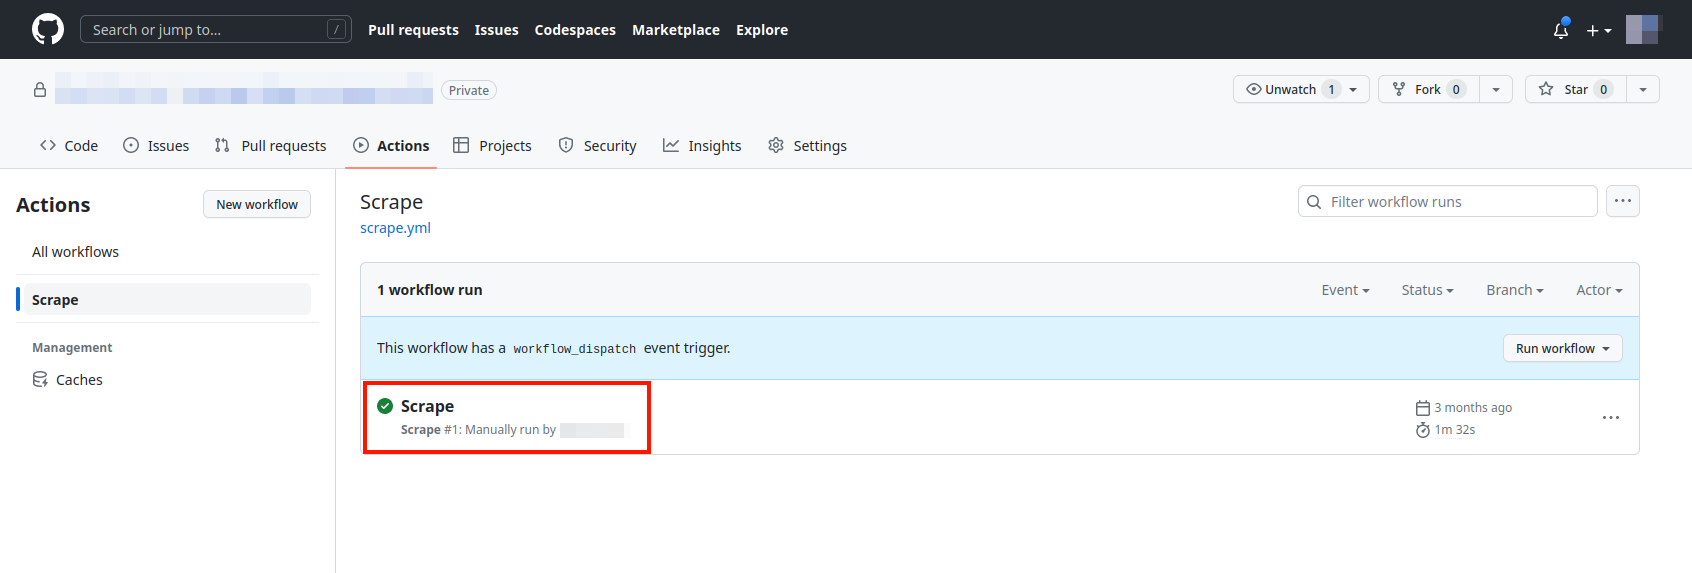 Search or jump to... / Pull requests Issues Codespaces Marketplace Explore
Private Unwatch 1 Fork 0 Star 0
Code Issues Pull requests Actions Projects Security Insights Settings
Actions New workflow
All workflows
Scrape
Management
Caches
Scrape
scrape.yml
Filter workflow runs
1 workflow run Event Status Branch Actor
This workflow has a workflow_dispatch event trigger. Run workflow
Scrape 3 months ago
Scrape #1: Manually run by 1m 32s